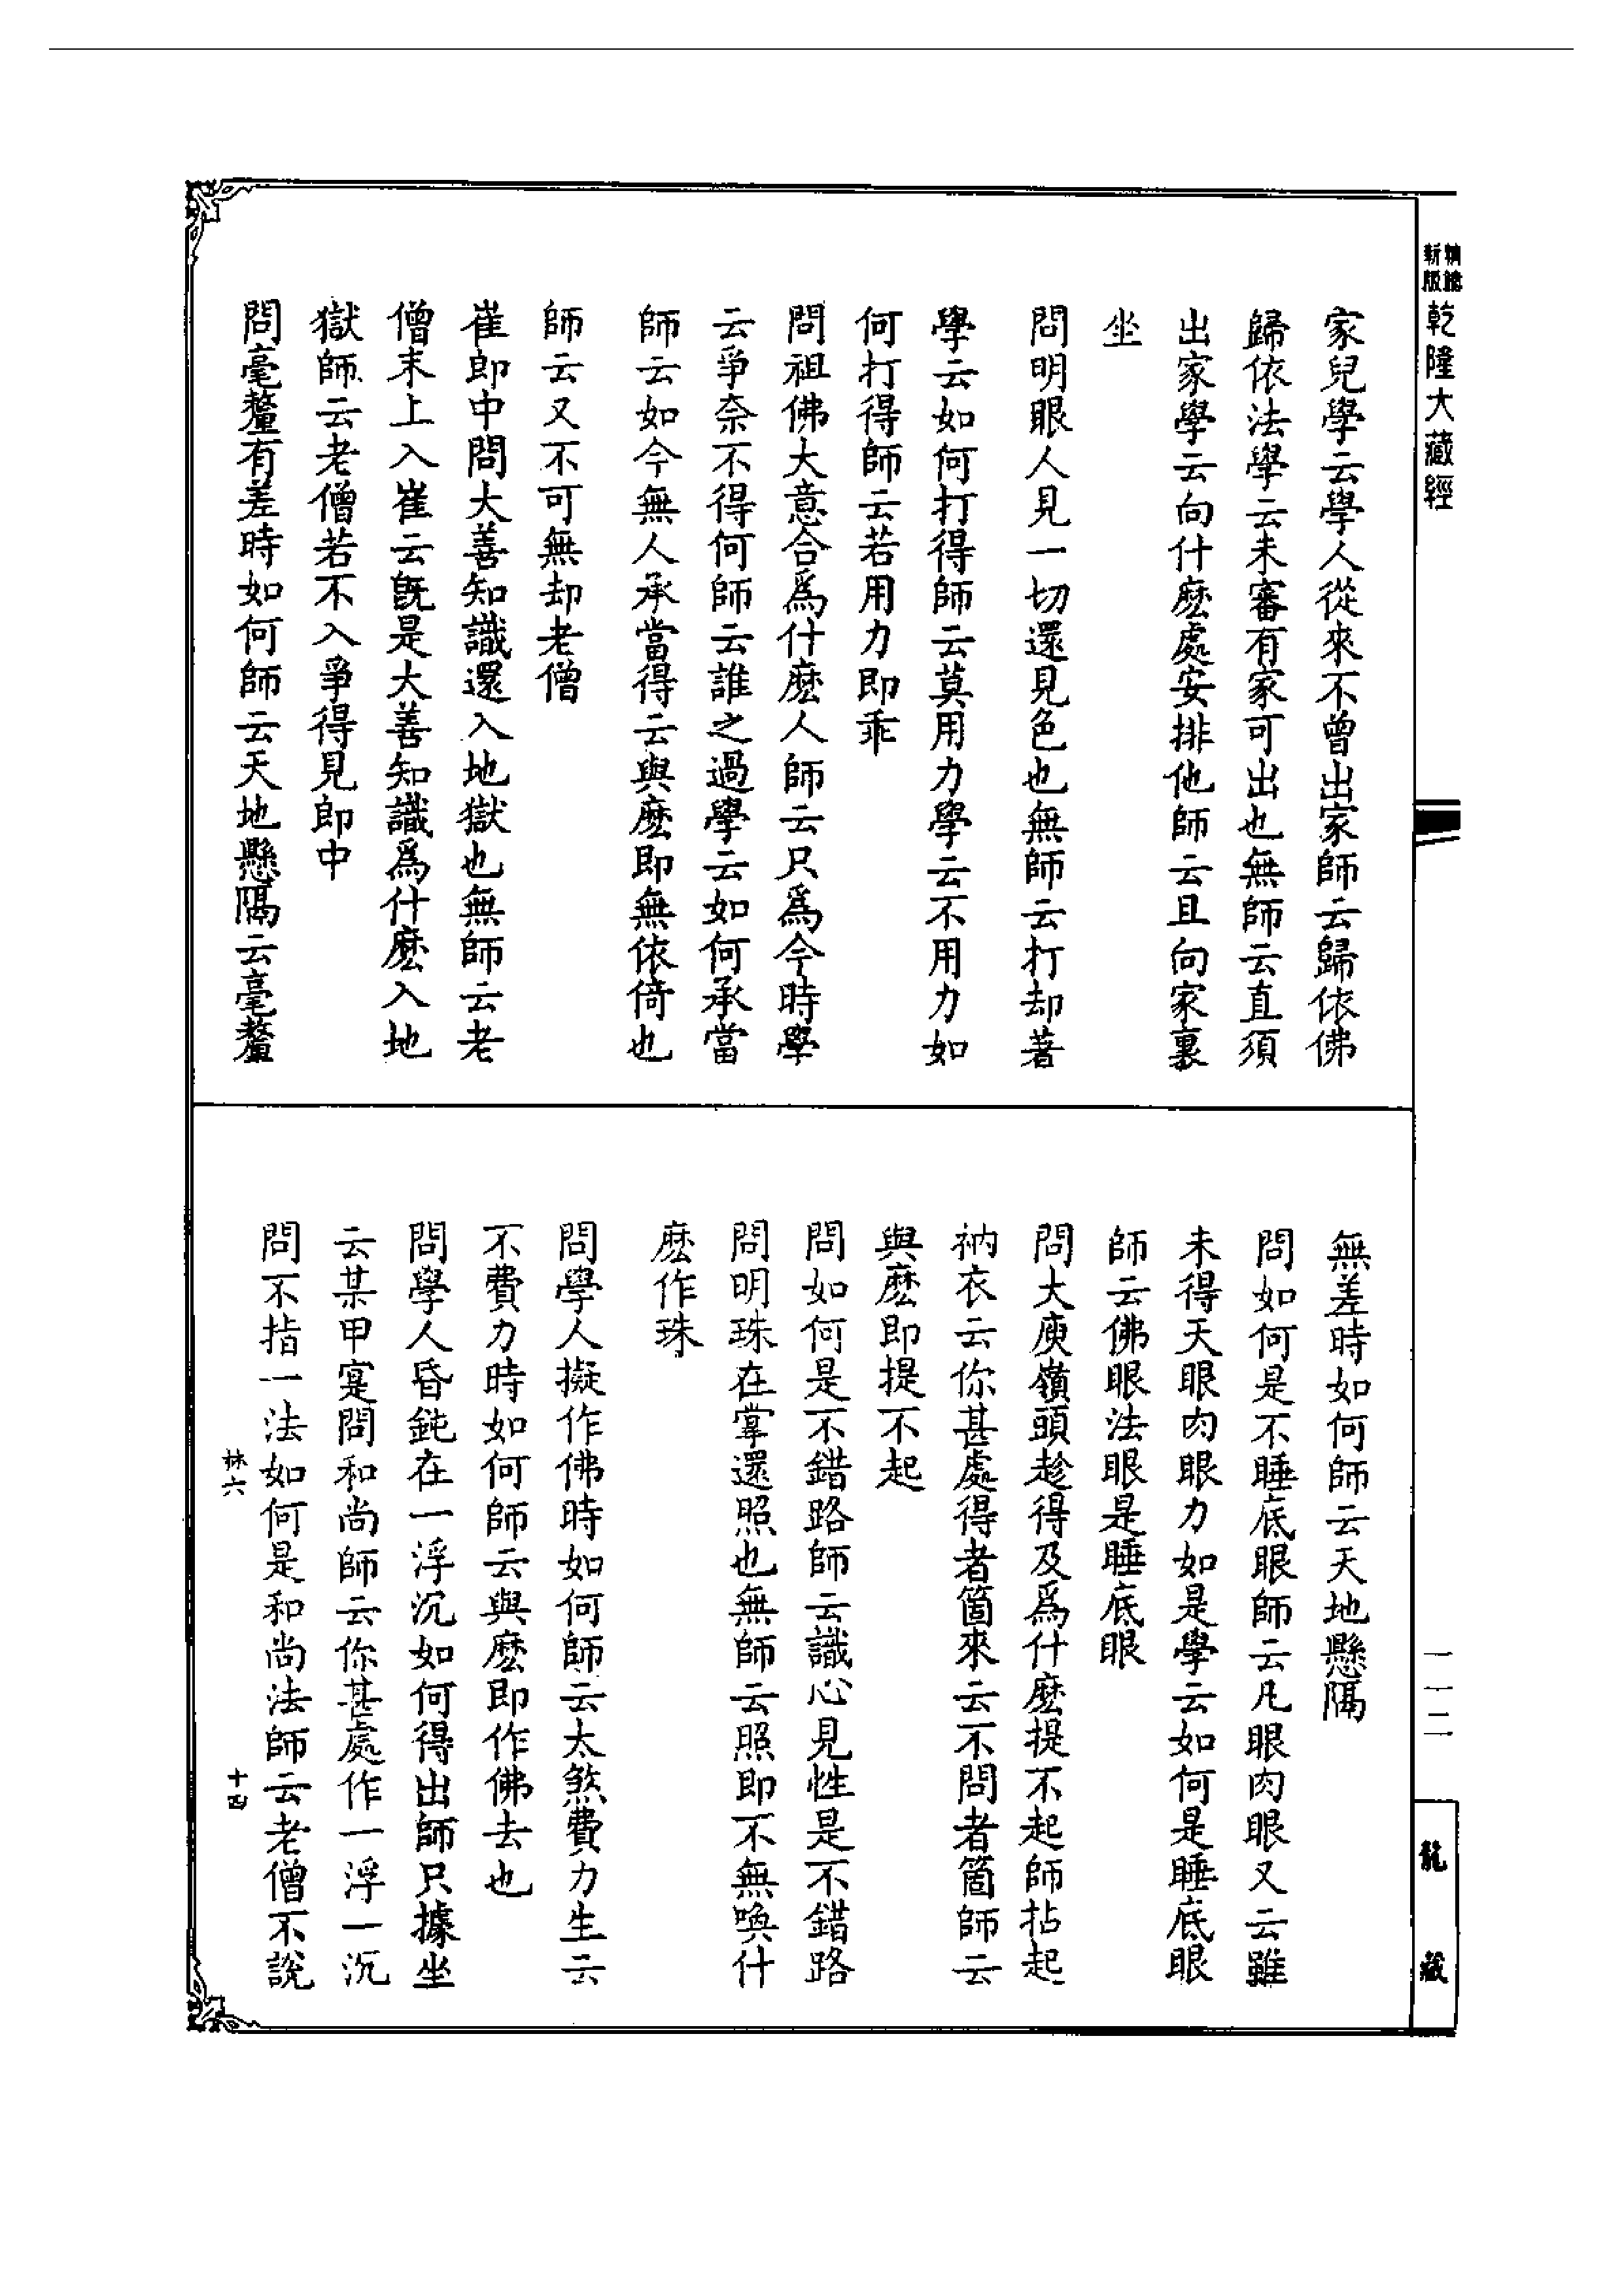 乾隆大藏經
家兒學云學人從來不曾出家師云歸依佛
歸依法學云未審有家可出也無師云直須
出家學云向什麽處安排他師云且向家裏
坐
問明眼人見一切還見色也無師云打却著
學云如何打得師云莫用力學云不用力如
何打得師云若用力即乖
問祖佛大意合爲什麽人師云只爲今時學
云爭奈不得何師云誰之過學云如何承當
師云如今無人承當得云與麽即無依倚也
師云又不可無却老僧
崔郎中問大善知識還入地獄也無師云老
僧末上入崔云旣是大善知識爲什麽入地
獄師云老僧若不入爭得見郎中
問毫釐有差時如何師云天地懸隔云毫釐
無差時如何師云天地懸隔
問如何是不睡底眼師云凡眼肉眼又云雖
未得天眼肉眼力如是學云如何是睡底眼
師云佛眼法眼是睡底眼
問大庾嶺頭趁得及爲什麽提不起師拈起
衲衣云你甚處得者箇來云不問者箇師云
與麽即提不起
問如何是不錯路師云識心見性是不錯路
問明珠在掌還照也無師云照即不無喚什
麽作珠
問學人擬作佛時如何師云太煞費力生云
不費力時如何師云與麽即作佛去也
問學人昏鈍在一浮沉如何得出師只據坐
云某甲寔問和尚師云你甚處作一浮一沉
問不指一法如何是和尚法師云老僧不說
六
十四
一一二
龍藏